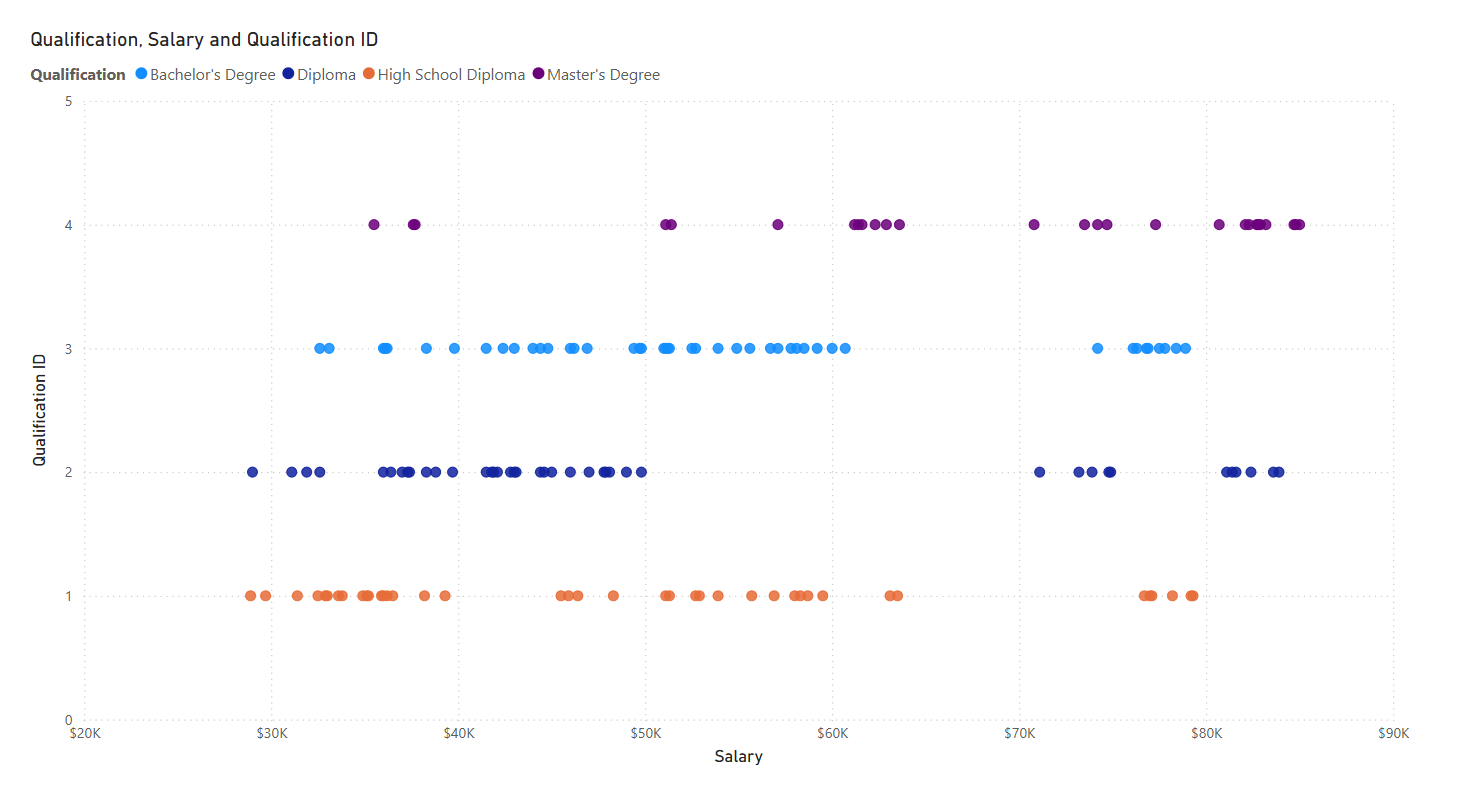 Qualification, Salary and Qualification ID
Qualification Bachelor's Degree Diploma High School Diploma Master's Degree
5
4
3
2
1
0
Qualification ID
$20K $30K $40K $50K $60K $70K $80K $90K
Salary